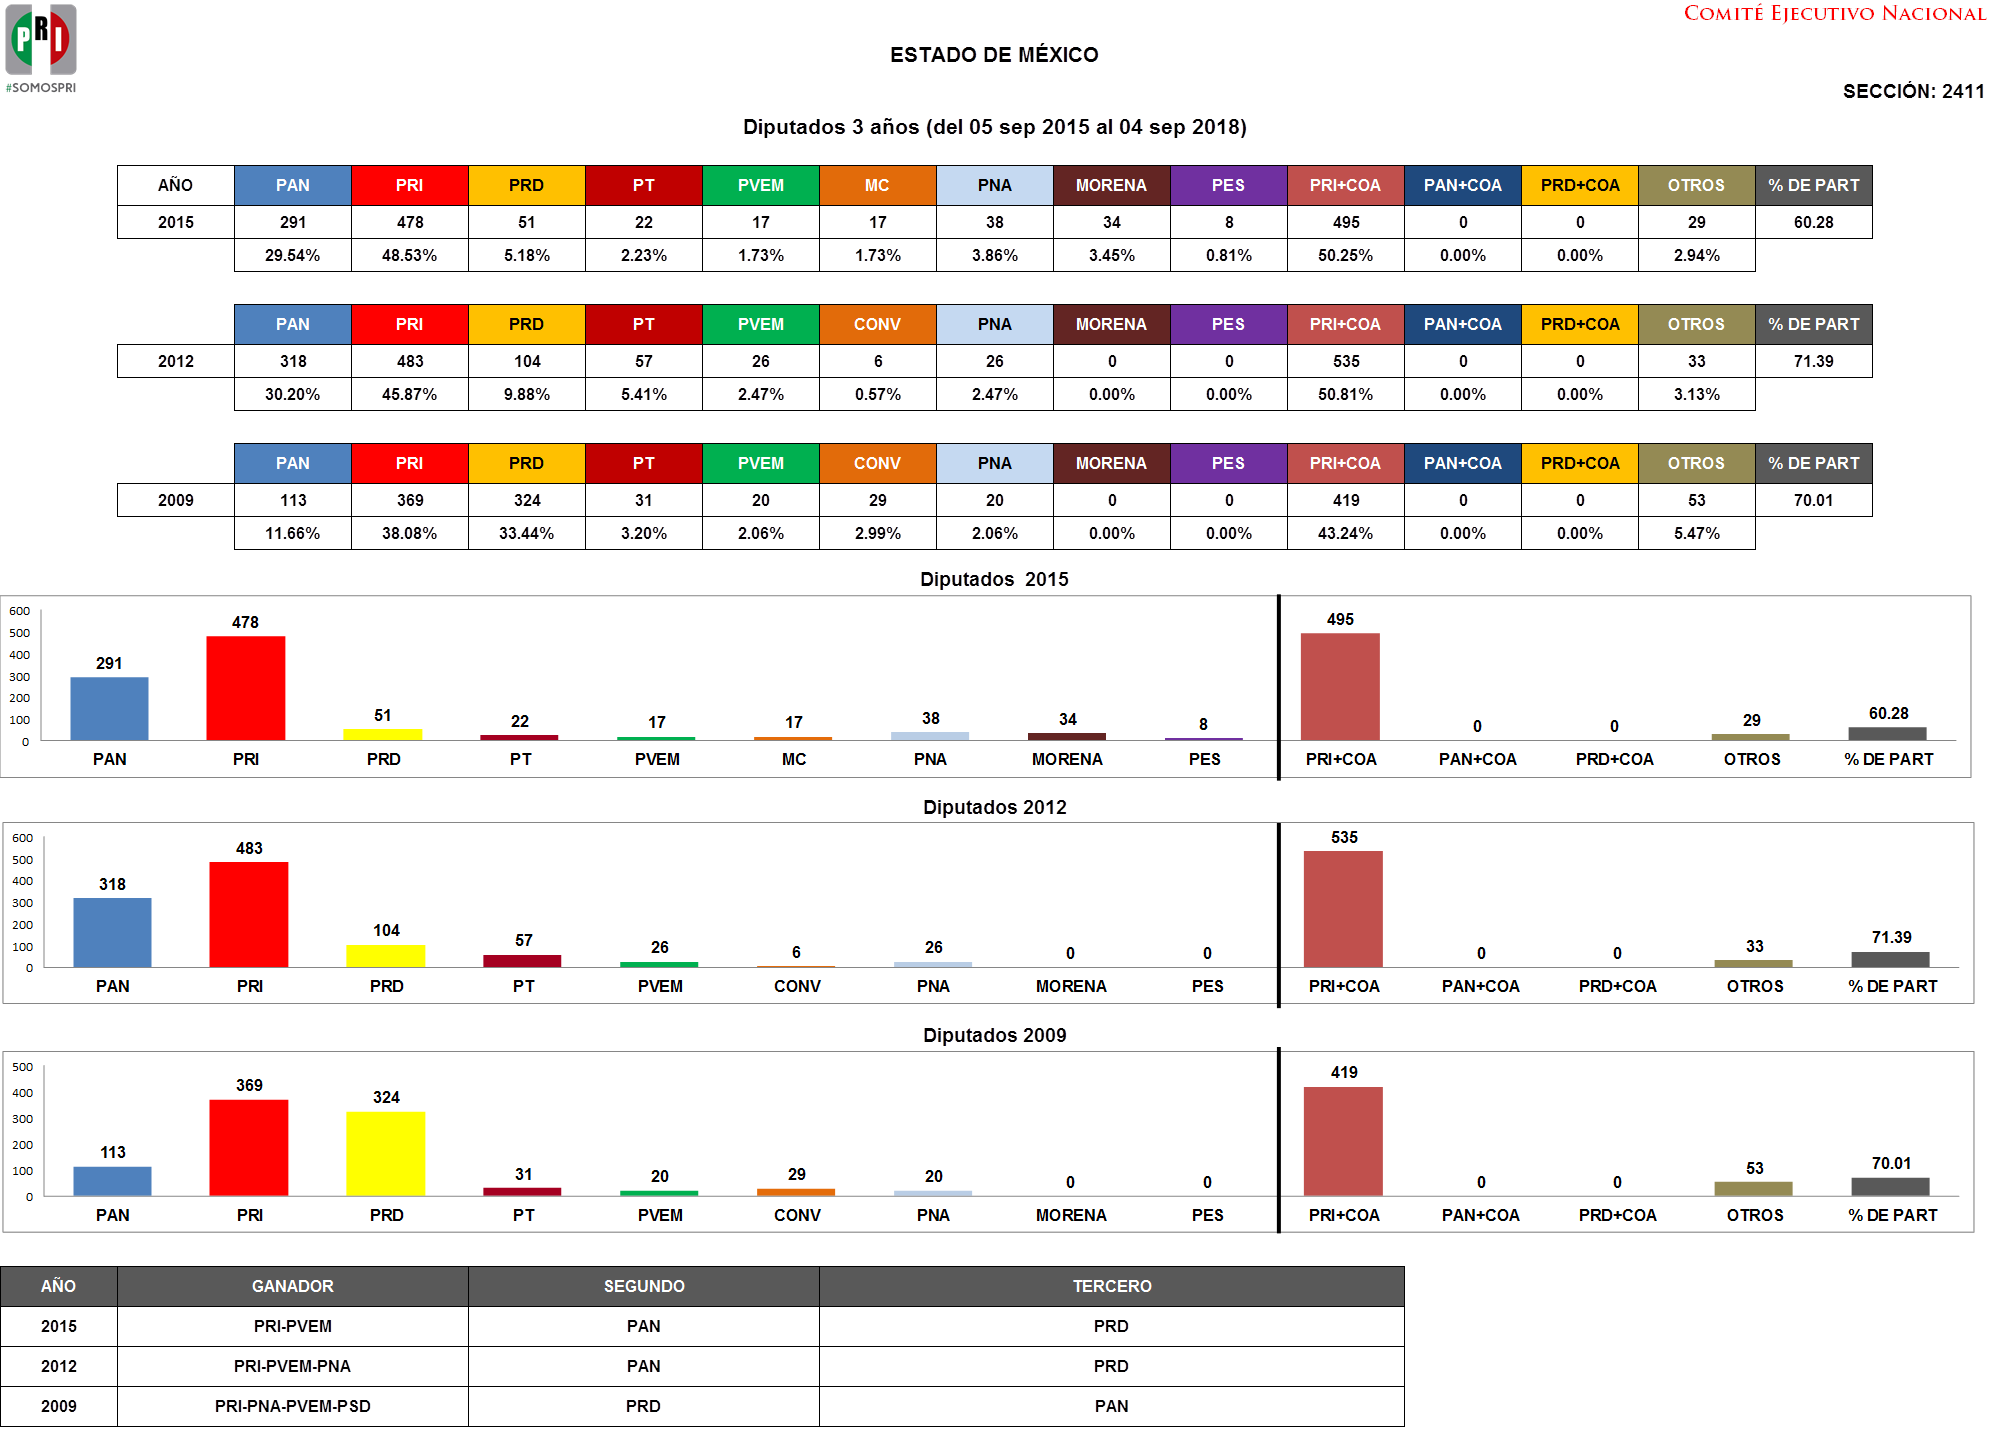 PRI
#SOMOSPRI
COMITÉ EJECUTIVO NACIONAL
ESTADO DE MÉXICO
SECCIÓN: 2411
Diputados 3 años (del 05 sep 2015 al 04 sep 2018)
AÑO PAN PRI PRD PT PVEM MC PNA MORENA PES PRI+COA PAN+COA PRD+COA OTROS % DE PART
2015 291 478 51 22 17 17 38 34 8 495 0 0 29 60.28
29.54% 48.53% 5.18% 2.23% 1.73% 1.73% 3.86% 3.45% 0.81% 50.25% 0.00% 0.00% 2.94%
PAN PRI PRD PT PVEM CONV PNA MORENA PES PRI+COA PAN+COA PRD+COA OTROS % DE PART
2012 318 483 104 57 26 6 26 0 0 535 0 0 33 71.39
30.20% 45.87% 9.88% 5.41% 2.47% 0.57% 2.47% 0.00% 0.00% 50.81% 0.00% 0.00% 3.13%
PAN PRI PRD PT PVEM CONV PNA MORENA PES PRI+COA PAN+COA PRD+COA OTROS % DE PART
2009 113 369 324 31 20 29 20 0 0 419 0 0 53 70.01
11.66% 38.08% 33.44% 3.20% 2.06% 2.99% 2.06% 0.00% 0.00% 43.24% 0.00% 0.00% 5.47%
Diputados 2015
600
500
400
300
200
100
0
291 478 51 22 17 17 38 34 8 495 0 0 29 60.28
PAN PRI PRD PT PVEM MC PNA MORENA PES PRI+COA PAN+COA PRD+COA OTROS % DE PART
Diputados 2012
600
500
400
300
200
100
0
318 483 104 57 26 6 26 0 0 535 0 0 33 71.39
PAN PRI PRD PT PVEM CONV PNA MORENA PES PRI+COA PAN+COA PRD+COA OTROS % DE PART
Diputados 2009
500
400
300
200
100
0
113 369 324 31 20 29 20 0 0 419 0 0 53 70.01
PAN PRI PRD PT PVEM CONV PNA MORENA PES PRI+COA PAN+COA PRD+COA OTROS % DE PART
AÑO GANADOR SEGUNDO TERCERO
2015 PRI-PVEM PAN PRD
2012 PRI-PVEM-PNA PAN PRD
2009 PRI-PNA-PVEM-PSD PRD PAN